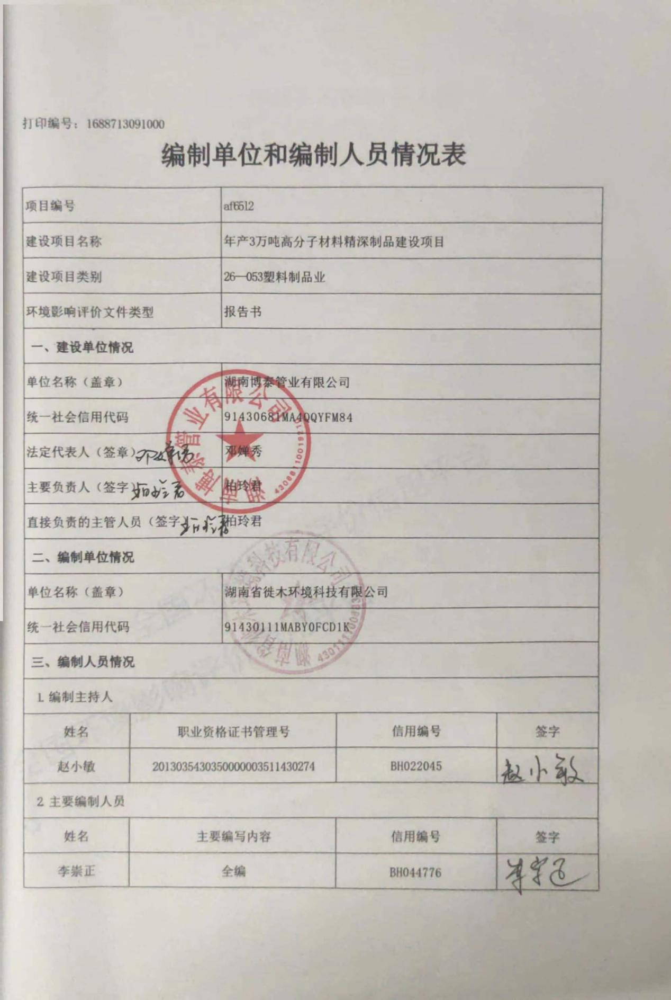 打印编号：1688713091000
编制单位和编制人员情况表
项目编号 af65l2
建设项目名称 年产3万吨高分子材料精深制品建设项目
建设项目类别 26—053塑料制品业
环境影响评价文件类型 报告书
一、建设单位情况
单位名称（盖章） 湖南博泰管业有限公司
统一社会信用代码 91430681MA4QQYFM84
法定代表人（签章） 邓婵秀
主要负责人（签字） 柏玲君
直接负责的主管人员（签字） 柏玲君
湖南博泰管业有限公司
二、编制单位情况
单位名称（盖章） 湖南省徙木环境科技有限公司
统一社会信用代码 91430111MABY0FCD1K
三、编制人员情况
1. 编制主持人
姓名 职业资格证书管理号 信用编号 签字
赵小敏 2013035430350000003511430274 BH022045 赵小敏
2. 主要编制人员
姓名 主要编写内容 信用编号 签字
李崇正 全编 BH044776 李崇正